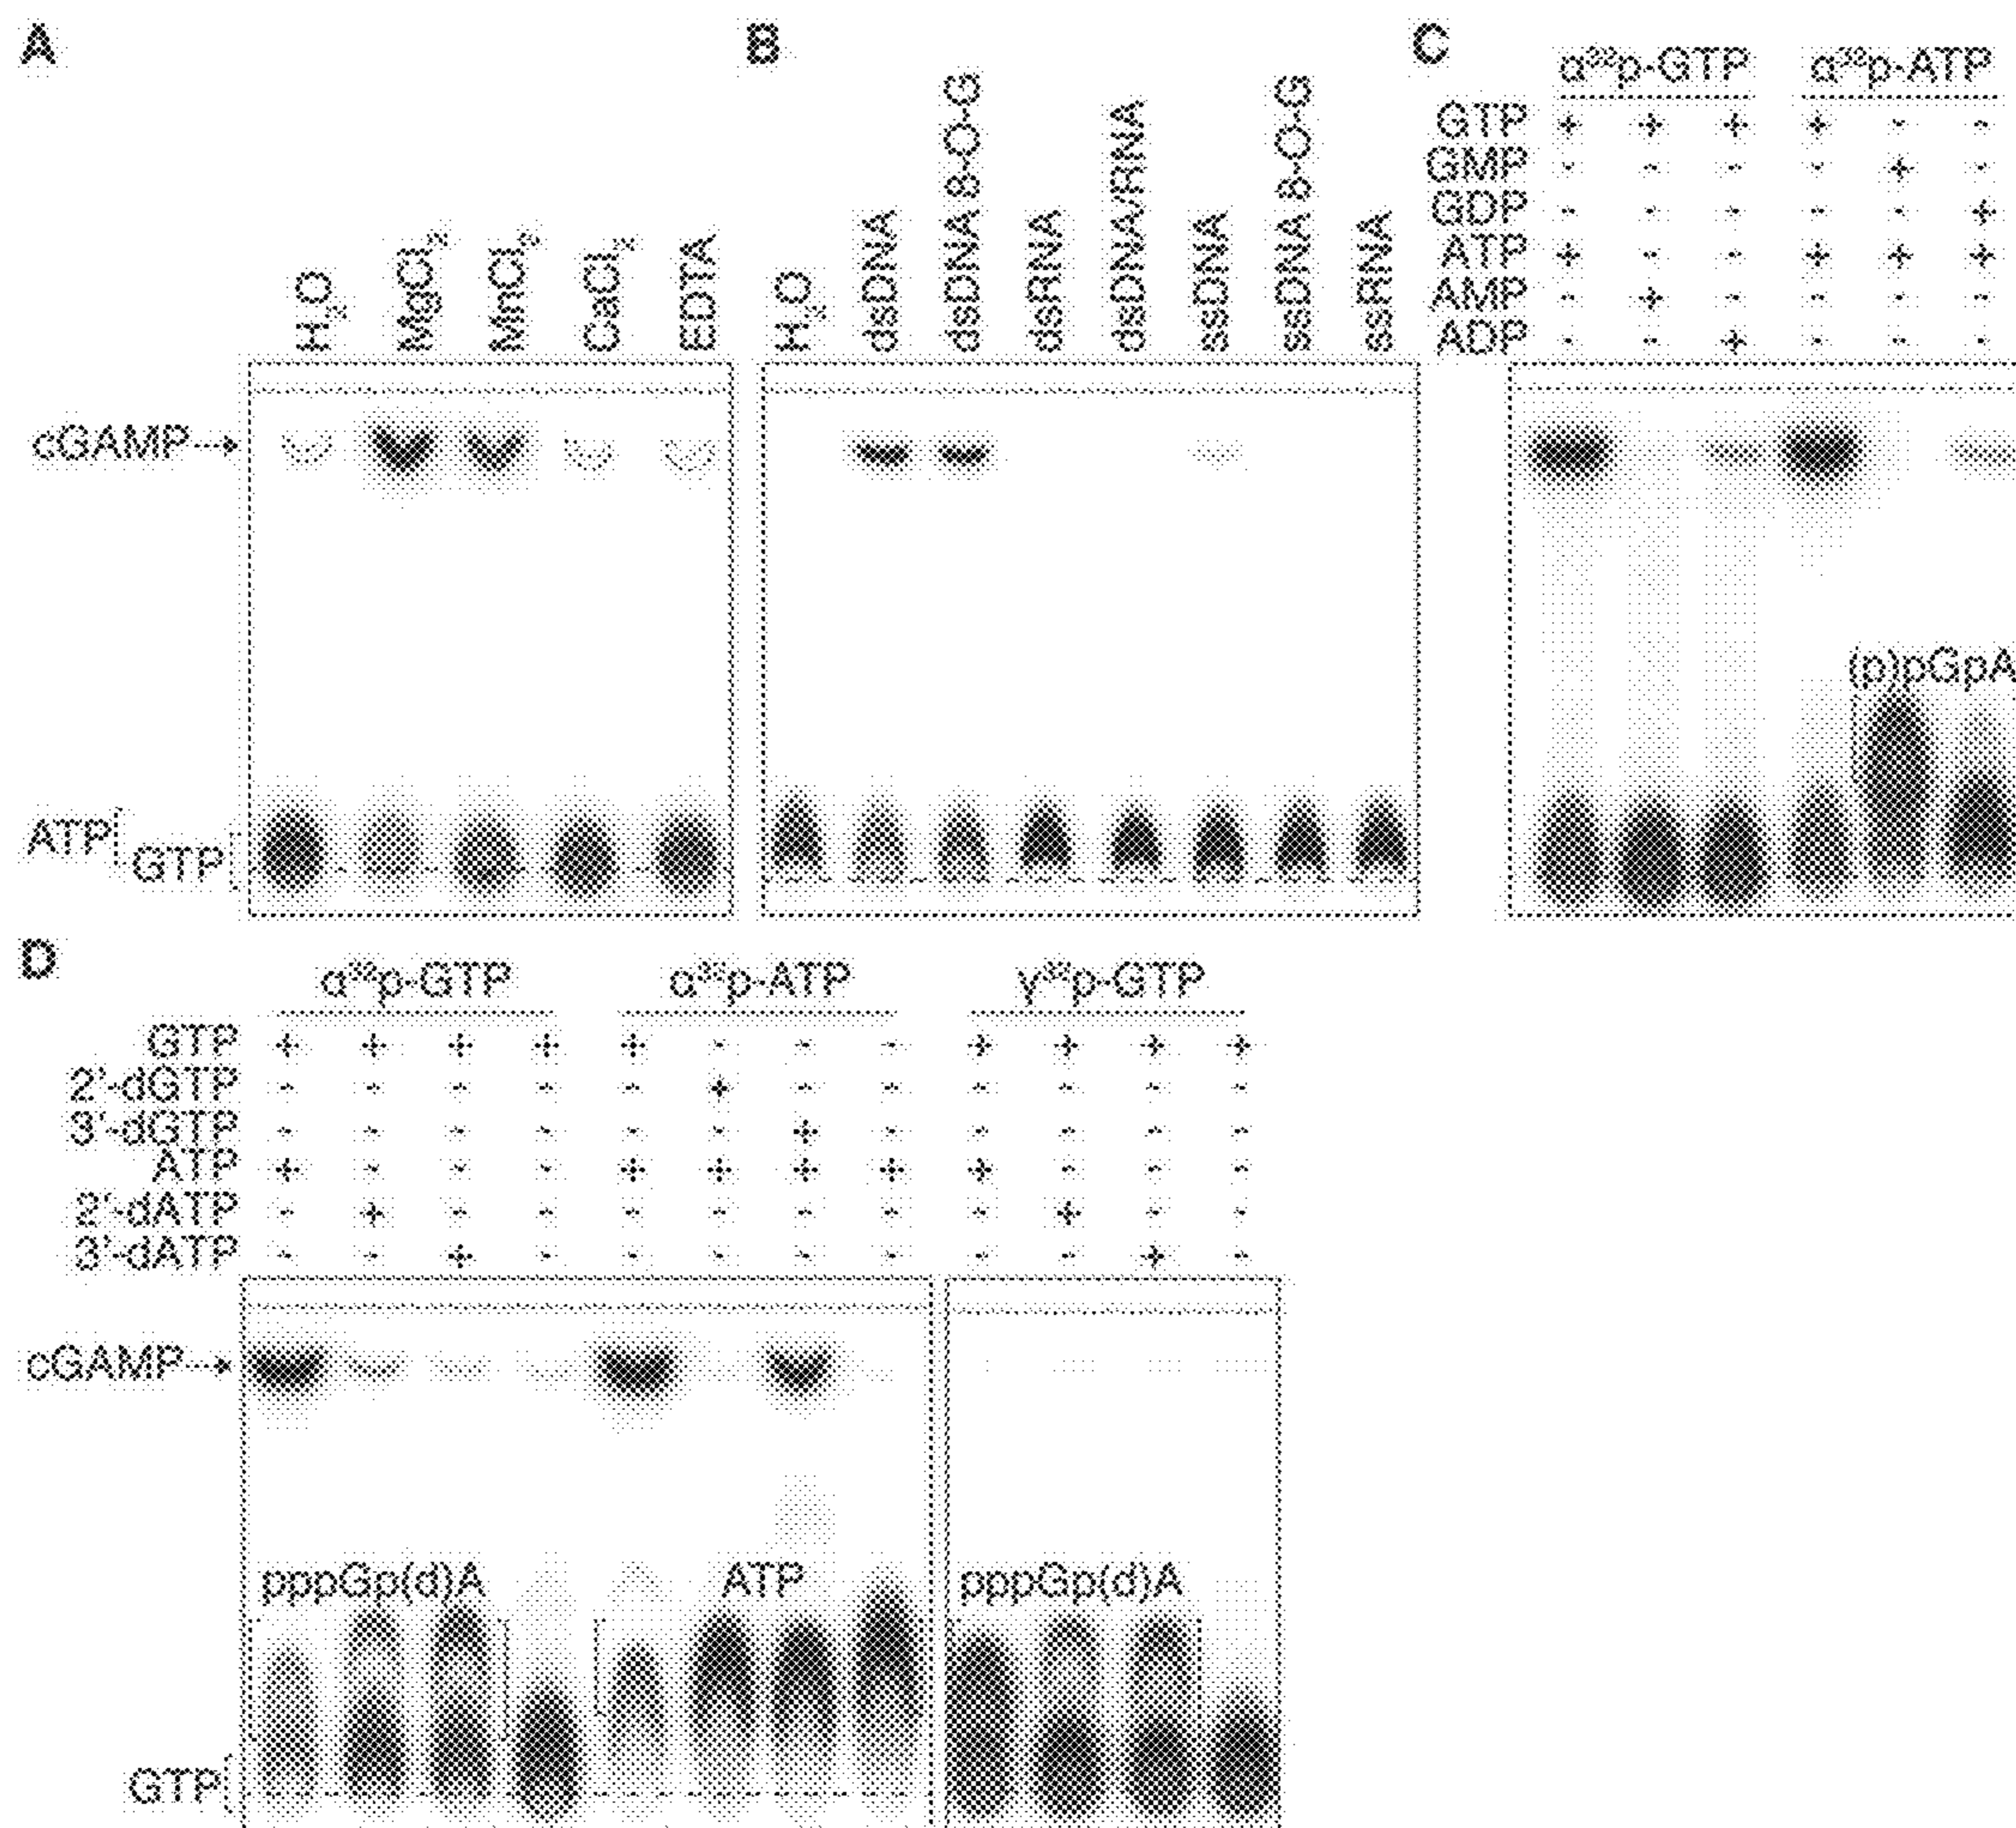 A
H2O
MgCl2
MnCl2
CaCl2
EDTA
cGAMP
ATP
GTP
B
H2O
dsDNA
dsDNA 8-O-G
dsRNA
dsDNA/RNA
ssDNA
ssDNA 8-O-G
ssRNA
C
α32p-GTP α32p-ATP
GTP + + + + - -
GMP - - - - + -
GDP - - - - - +
ATP + - - + + +
AMP - + - - - -
ADP - - + - - -
(p)pGpA
D
α32p-GTP α32p-ATP γ32p-GTP
GTP + + + + + - - - + + + +
2'-dGTP - - - - - + - - - - - -
3'-dGTP - - - - - - + - - - - -
ATP + - - - + + + + + - - -
2'-dATP - + - - - - - - - + - -
3'-dATP - - + - - - - - - - + -
cGAMP
pppGp(d)A ATP pppGp(d)A
GTP